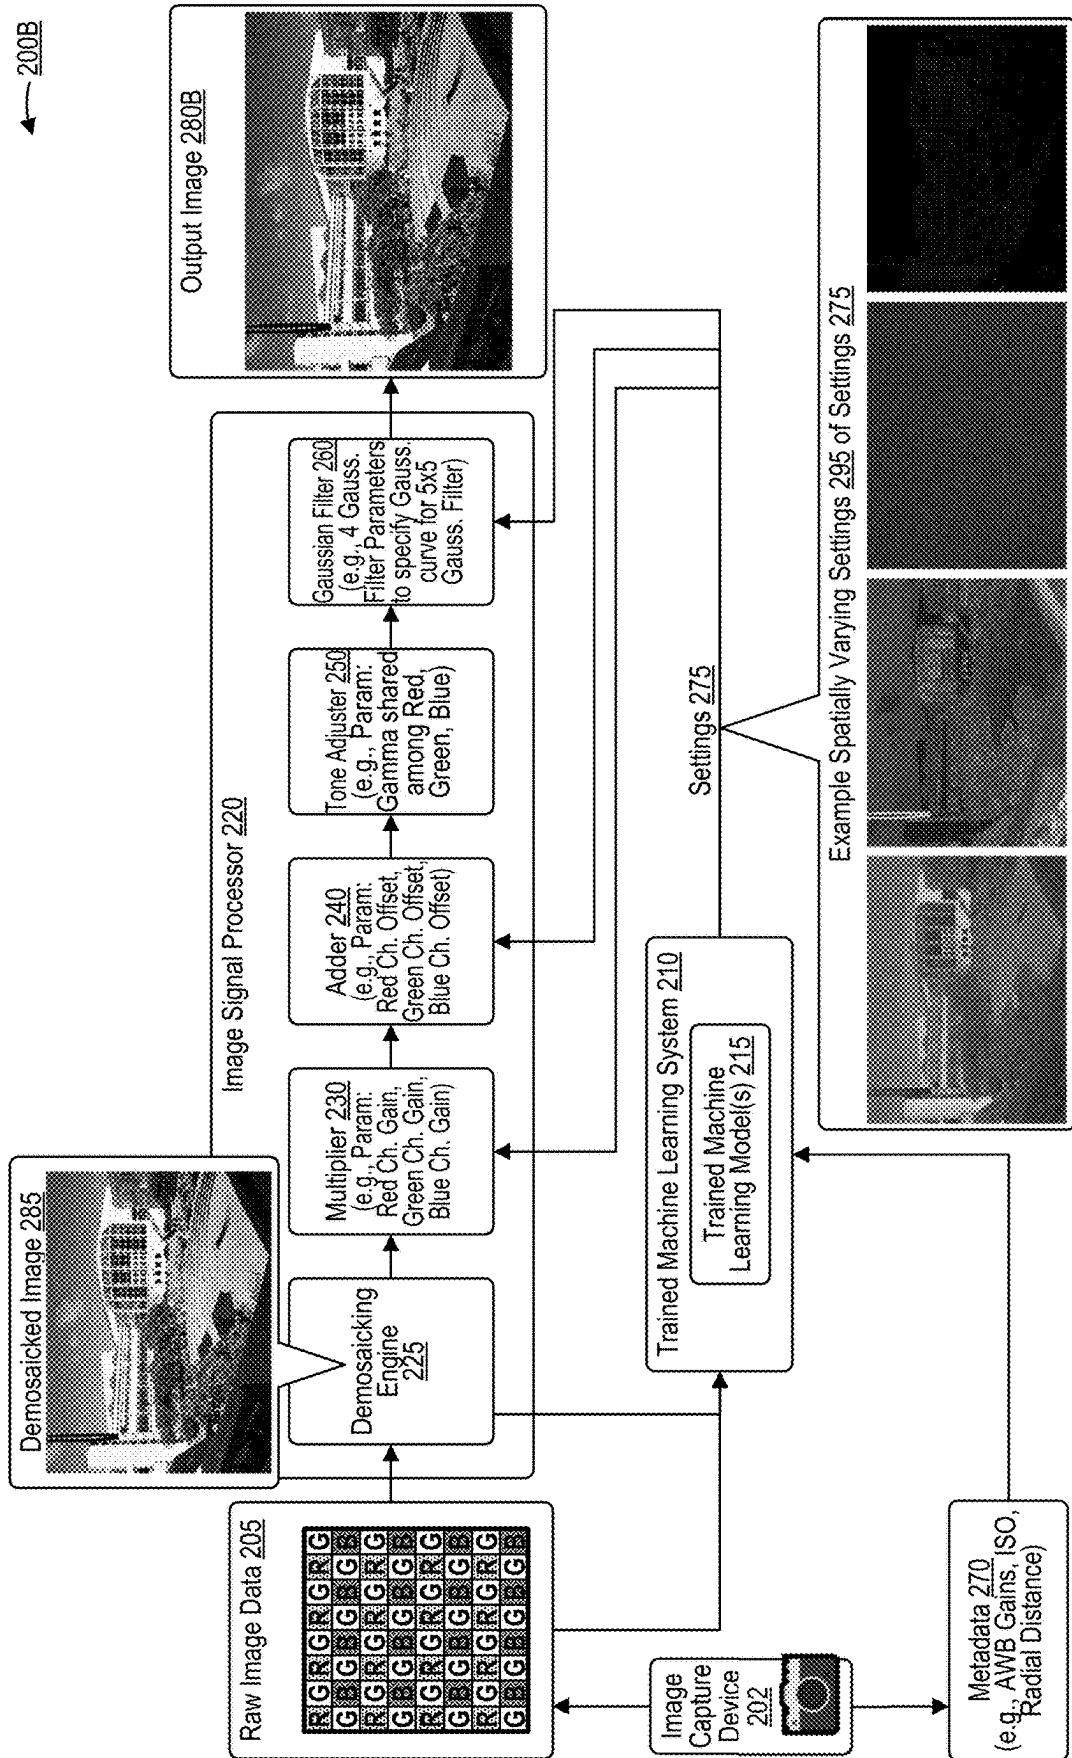 200B
Raw Image Data 205
R G R G R G R G
G B G B G B G B
R G R G R G R G
G B G B G B G B
R G R G R G R G
G B G B G B G B
R G R G R G R G
G B G B G B G B
Image
Capture
Device
202
Metadata 270
(e.g., AWB Gains, ISO,
Radial Distance)
Demosaicked Image 285
Image Signal Processor 220
Demosaicking
Engine
225
Multiplier 230
(e.g., Param:
Red Ch. Gain,
Green Ch. Gain,
Blue Ch. Gain)
Adder 240
(e.g., Param:
Red Ch. Offset,
Green Ch. Offset,
Blue Ch. Offset)
Tone Adjuster 250
(e.g., Param:
Gamma shared
among Red,
Green, Blue)
Gaussian Filter 260
(e.g., 4 Gauss.
Filter Parameters
to specify Gauss.
curve for 5x5
Gauss. Filter)
Output Image 280B
Trained Machine Learning System 210
Trained Machine
Learning Model(s) 215
Settings 275
Example Spatially Varying Settings 295 of Settings 275